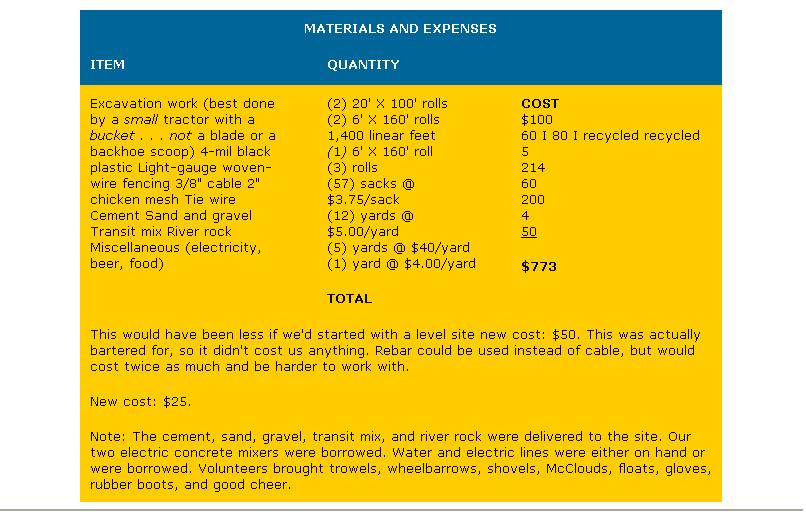 MATERIALS AND EXPENSES
ITEM
QUANTITY
Excavation work (best done
by a small tractor with a
bucket . . . not a blade or a
backhoe scoop) 4-mil black
plastic Light-gauge woven-
wire fencing 3/8" cable 2"
chicken mesh Tie wire
Cement Sand and gravel
Transit mix River rock
Miscellaneous (electricity,
beer, food)
(2) 20' X 100' rolls
(2) 6' X 160' rolls
1,400 linear feet
(1) 6' X 160' roll
(3) rolls
(57) sacks @
$3.75/sack
(12) yards @
$5.00/yard
(5) yards @ $40/yard
(1) yard @ $4.00/yard
TOTAL
COST
$100
60 I 80 I recycled recycled
5
214
60
200
4
50
$773
This would have been less if we'd started with a level site new cost: $50. This was actually
bartered for, so it didn't cost us anything. Rebar could be used instead of cable, but would
cost twice as much and be harder to work with.
New cost: $25.
Note: The cement, sand, gravel, transit mix, and river rock were delivered to the site. Our
two electric concrete mixers were borrowed. Water and electric lines were either on hand or
were borrowed. Volunteers brought trowels, wheelbarrows, shovels, McClouds, floats, gloves,
rubber boots, and good cheer.